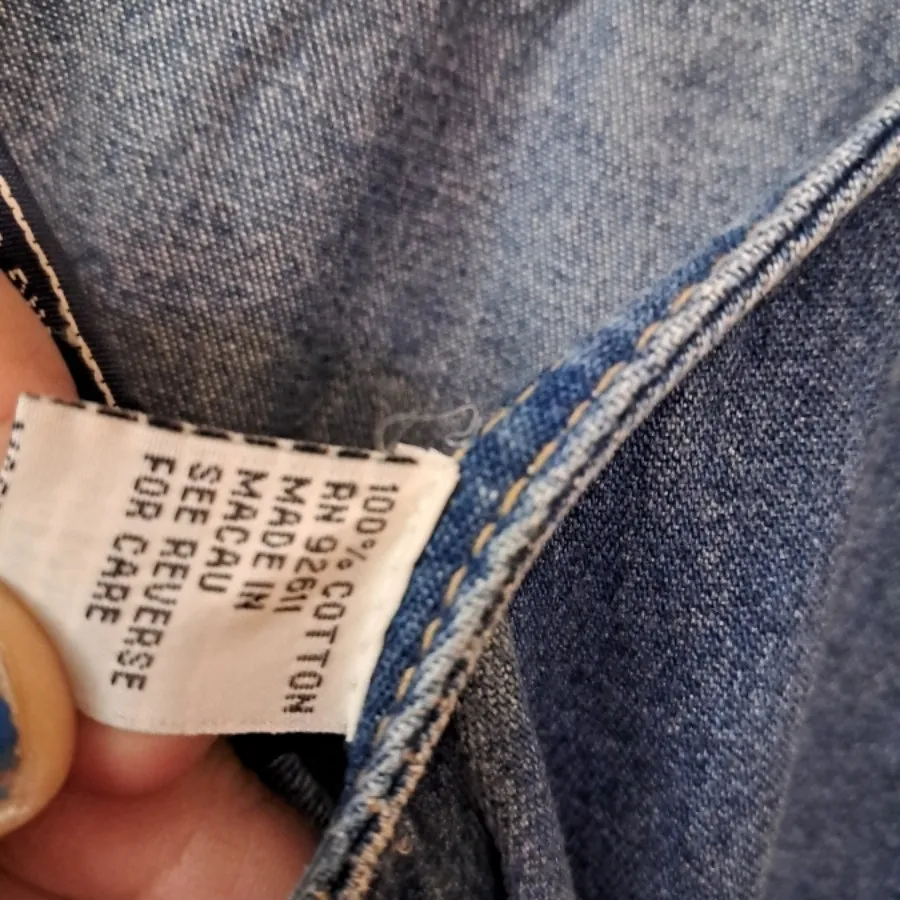 100% COTTON
RN 92611
MADE IN
MACAU
SEE REVERSE
FOR CARE